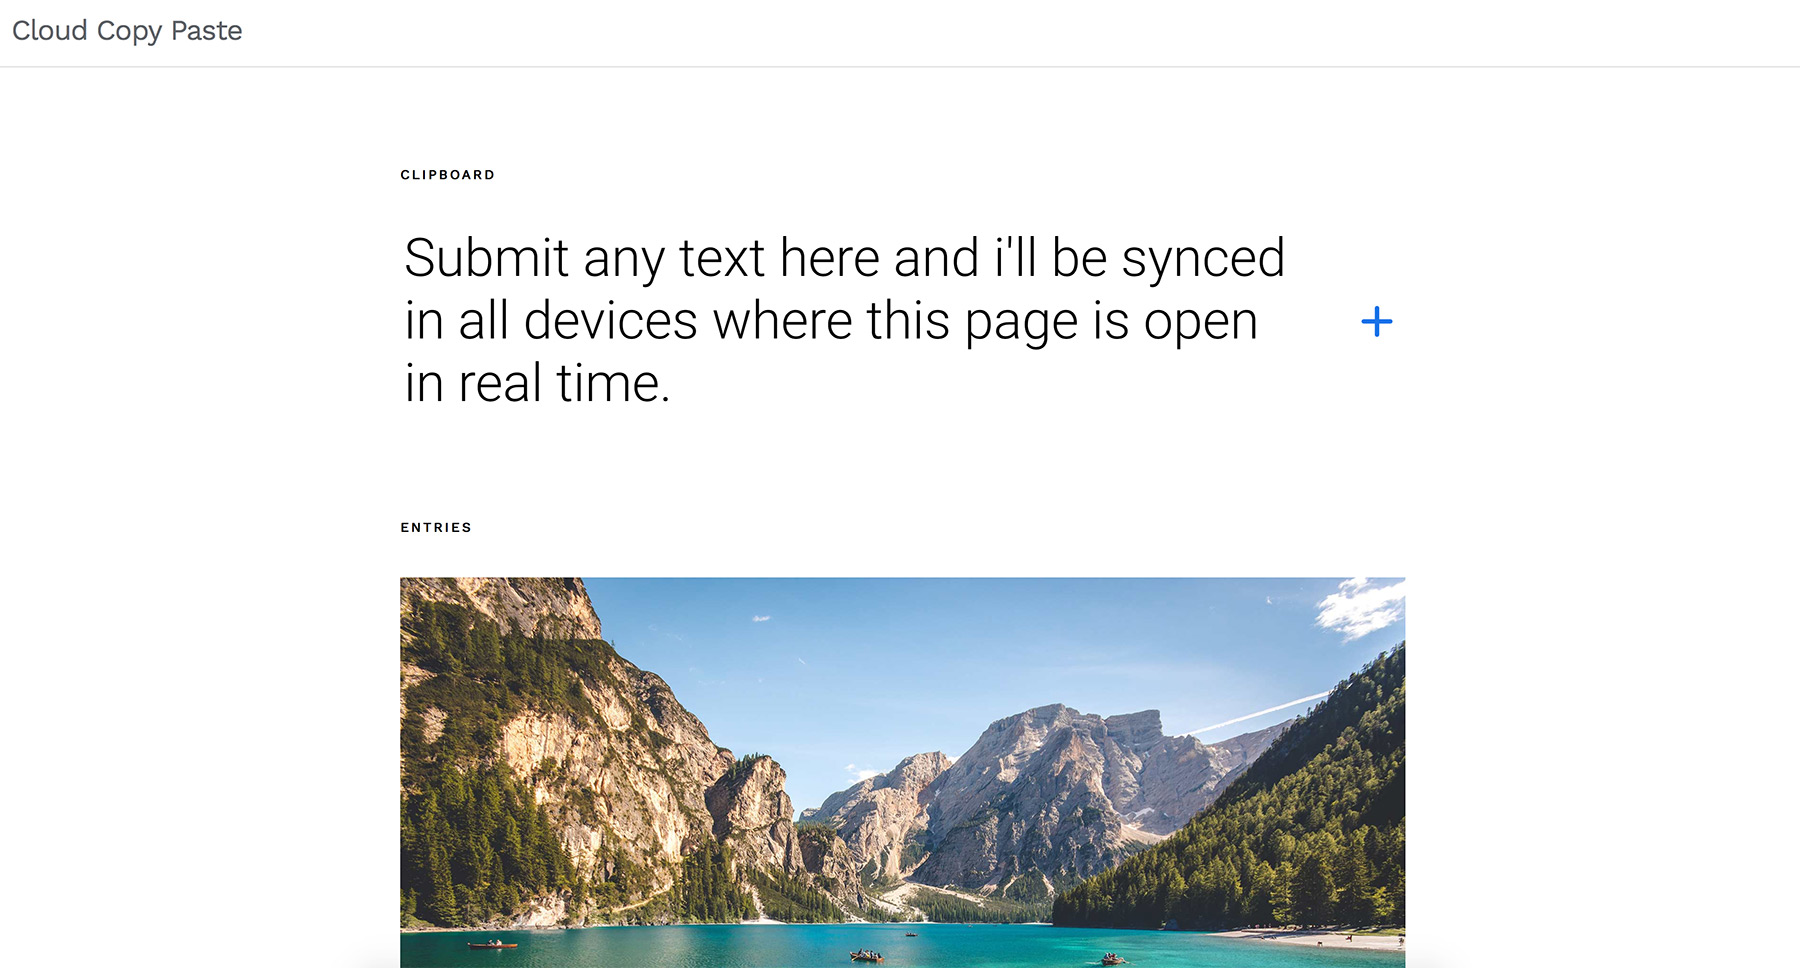 Cloud Copy Paste
CLIPBOARD
Submit any text here and i'll be synced
in all devices where this page is open
in real time.
ENTRIES